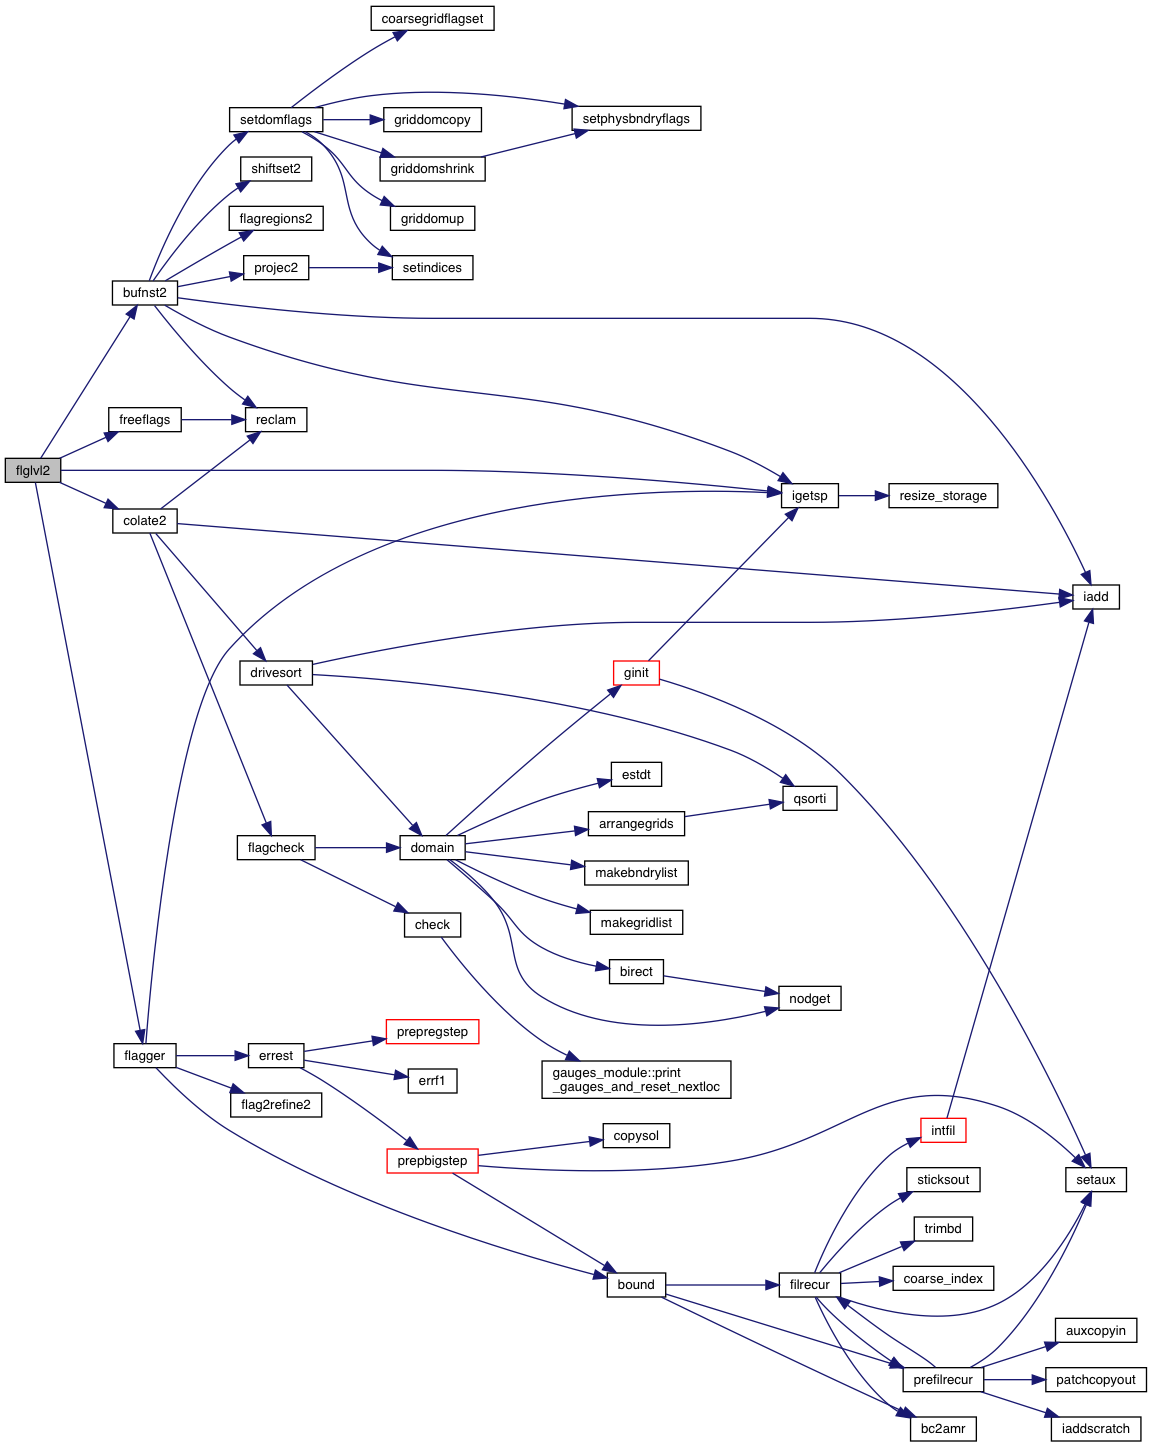 coarsegridflagset
setdomflags
griddomcopy
setphysbndryflags
shiftset2
griddomshrink
flagregions2
griddomup
projec2
setindices
bufnst2
freeflags
reclam
flglvl2
igetsp
resize_storage
colate2
iadd
drivesort
ginit
estdt
qsorti
arrangegrids
flagcheck
domain
makebndrylist
check
makegridlist
birect
nodget
prepregstep
flagger
errest
errf1
gauges_module::print
_gauges_and_reset_nextloc
flag2refine2
copysol
intfil
prepbigstep
sticksout
setaux
trimbd
bound
filrecur
coarse_index
auxcopyin
prefilrecur
patchcopyout
bc2amr
iaddscratch